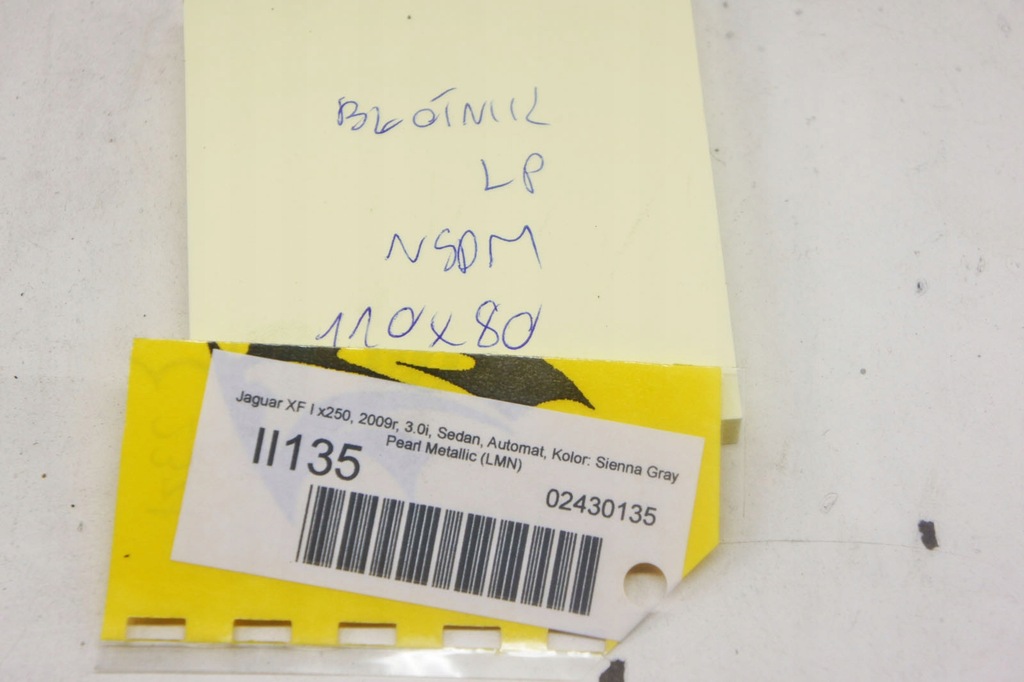 BŁOTNIK
LP
NSDM
110x80
Jaguar XF I x250, 2009r, 3.0i, Sedan, Automat, Kolor: Sienna Gray
Pearl Metallic (LMN)
II135
02430135